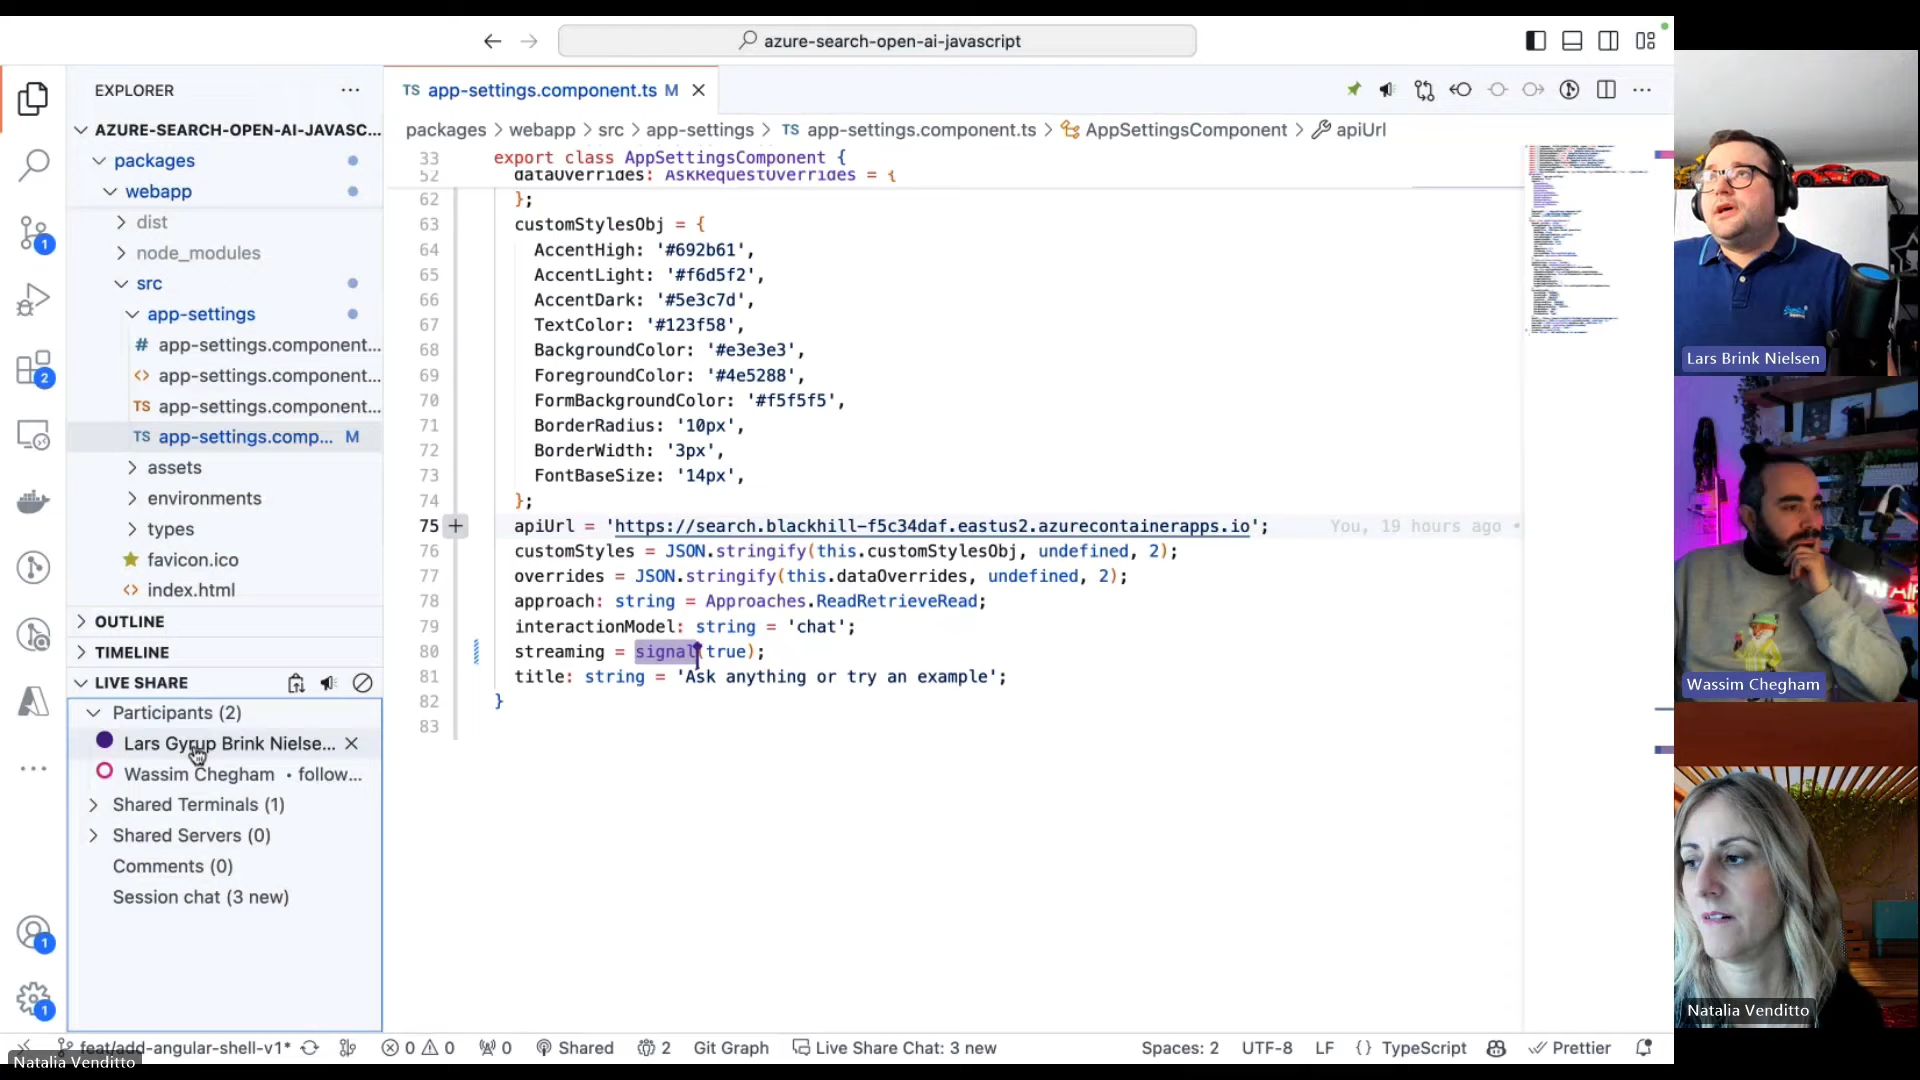 azure-search-open-ai-javascript
EXPLORER
AZURE-SEARCH-OPEN-AI-JAVASC...
packages
webapp
dist
node_modules
src
app-settings
app-settings.component...
app-settings.component...
app-settings.component...
app-settings.comp... M
assets
environments
types
favicon.ico
index.html
OUTLINE
TIMELINE
LIVE SHARE
Participants (2)
Lars Gyrup Brink Nielse...
Wassim Chegham • follow...
Shared Terminals (1)
Shared Servers (0)
Comments (0)
Session chat (3 new)
TS app-settings.component.ts M
packages > webapp > src > app-settings > TS app-settings.component.ts > AppSettingsComponent > apiUrl
33 export class AppSettingsComponent {
52 dataOverrides: AskRequestOverrides = {
62 };
63 customStylesObj = {
64 AccentHigh: '#692b61',
65 AccentLight: '#f6d5f2',
66 AccentDark: '#5e3c7d',
67 TextColor: '#123f58',
68 BackgroundColor: '#e3e3e3',
69 ForegroundColor: '#4e5288',
70 FormBackgroundColor: '#f5f5f5',
71 BorderRadius: '10px',
72 BorderWidth: '3px',
73 FontBaseSize: '14px',
74 };
75 apiUrl = 'https://search.blackhill-f5c34daf.eastus2.azurecontainerapps.io'; You, 19 hours ago •
76 customStyles = JSON.stringify(this.customStylesObj, undefined, 2);
77 overrides = JSON.stringify(this.dataOverrides, undefined, 2);
78 approach: string = Approaches.ReadRetrieveRead;
79 interactionModel: string = 'chat';
80 streaming = signal(true);
81 title: string = 'Ask anything or try an example';
82 }
83
Lars Brink Nielsen
Wassim Chegham
Natalia Venditto
feat/add-angular-shell-v1* 0 0 0 Shared 2 Git Graph Live Share Chat: 3 new Spaces: 2 UTF-8 LF {} TypeScript Prettier
Natalia Venditto